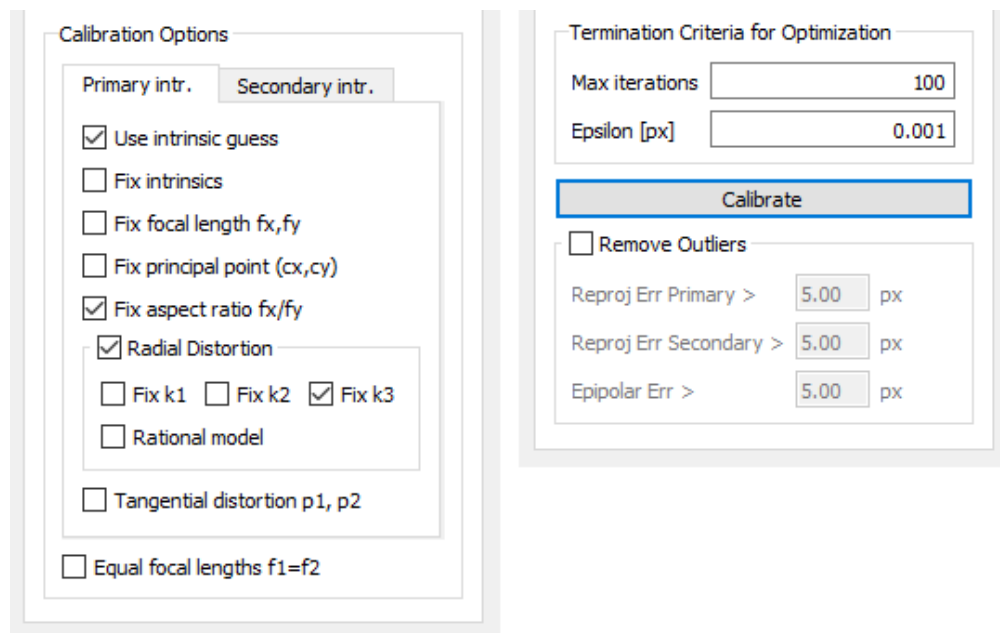 Calibration Options
Primary intr. Secondary intr.
Use intrinsic guess
Fix intrinsics
Fix focal length fx,fy
Fix principal point (cx,cy)
Fix aspect ratio fx/fy
Radial Distortion
Fix k1 Fix k2 Fix k3
Rational model
Tangential distortion p1, p2
Equal focal lengths f1=f2
Termination Criteria for Optimization
Max iterations 100
Epsilon [px] 0.001
Calibrate
Remove Outliers
Reproj Err Primary > 5.00 px
Reproj Err Secondary > 5.00 px
Epipolar Err > 5.00 px